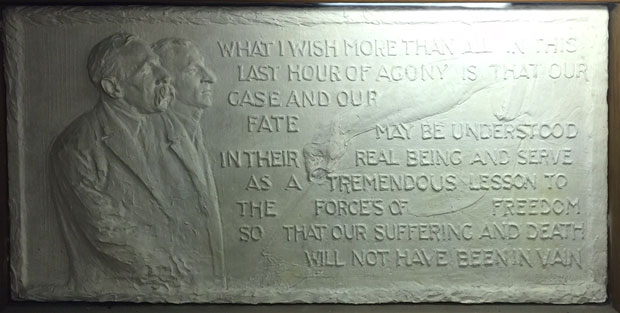 WHAT I WISH MORE THAN ALL IN THIS
LAST HOUR OF AGONY IS THAT OUR
CASE AND OUR
FATE MAY BE UNDERSTOOD
IN THEIR REAL BEING AND SERVE
AS A TREMENDOUS LESSON TO
THE FORCES OF FREEDOM
SO THAT OUR SUFFERING AND DEATH
WILL NOT HAVE BEEN IN VAIN